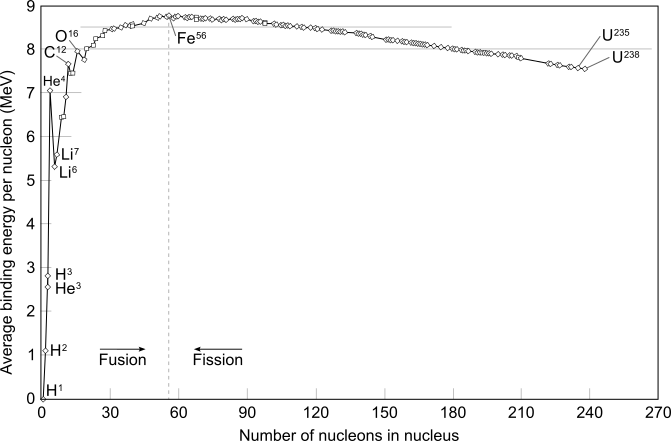 Average binding energy per nucleon (MeV)
9
8
7
6
5
4
3
2
1
0
O¹⁶
C¹²
He⁴
Fe⁵⁶
U²³⁵
U²³⁸
Li⁷
Li⁶
H³
He³
H²
H¹
Fusion
Fission
0 30 60 90 120 150 180 210 240 270
Number of nucleons in nucleus